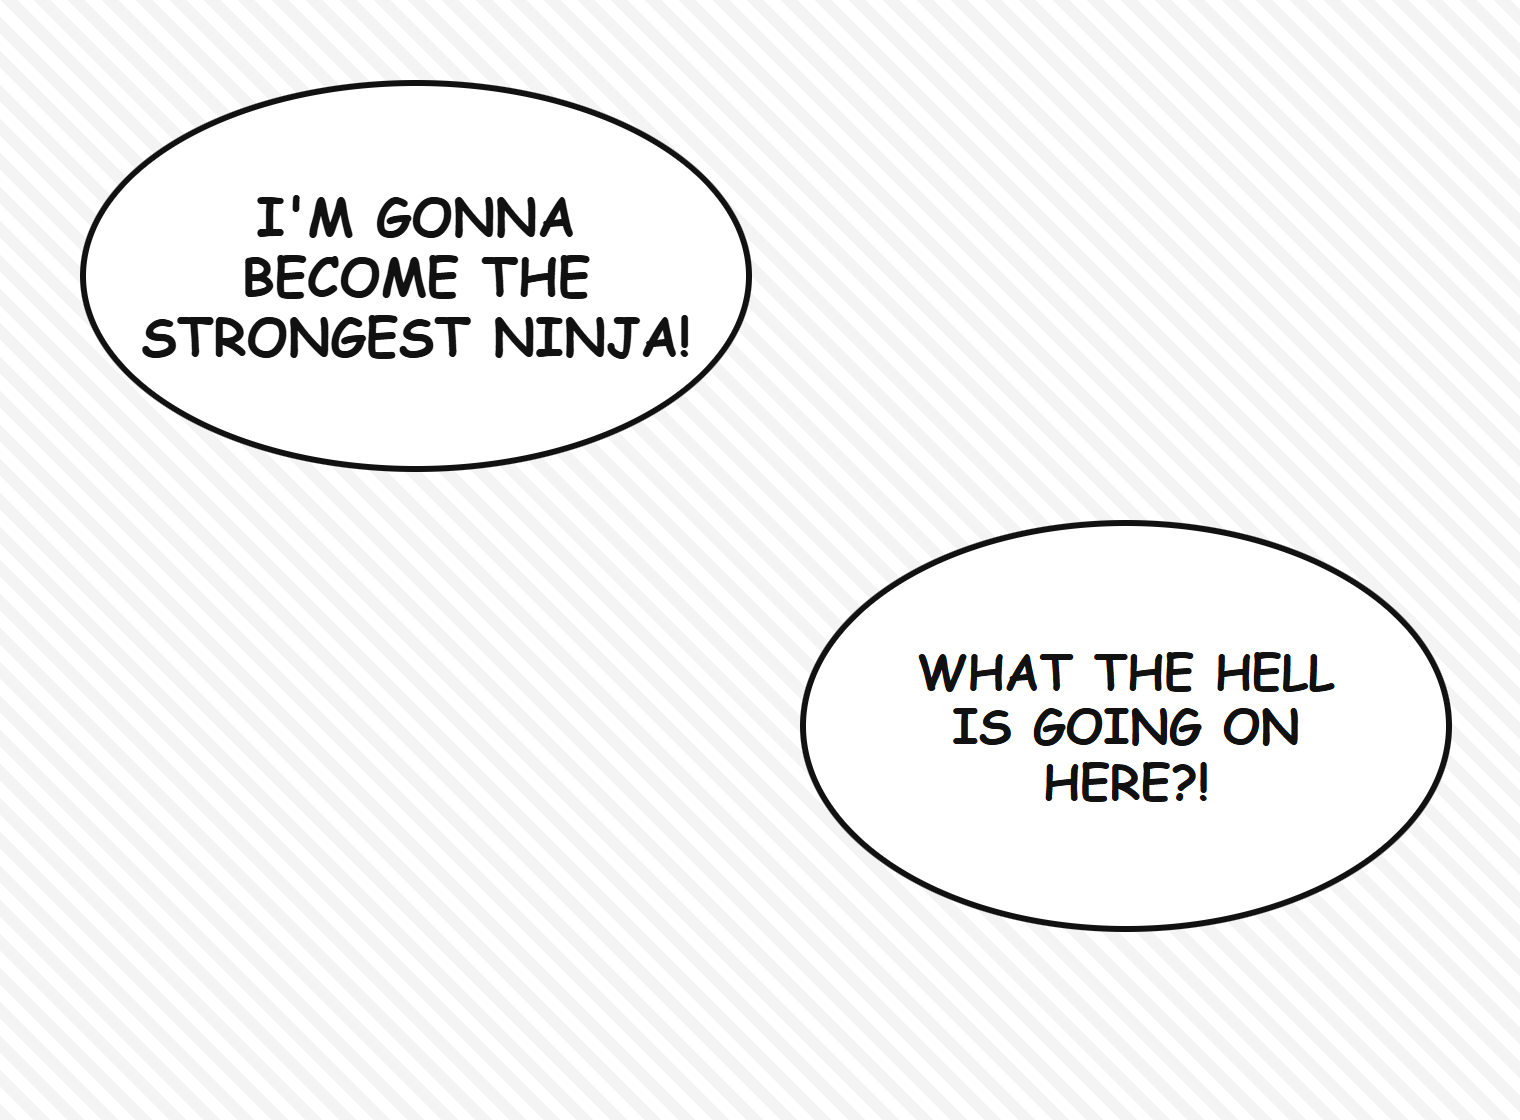 I'M GONNA
BECOME THE
STRONGEST NINJA!
WHAT THE HELL
IS GOING ON
HERE?!